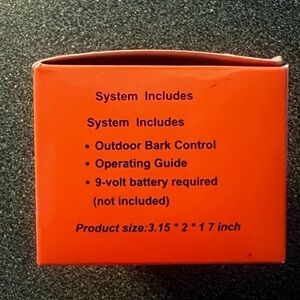 System Includes
System Includes
• Outdoor Bark Control
• Operating Guide
• 9-volt battery required
(not included)
Product size:3.15 * 2 * 1 7 inch